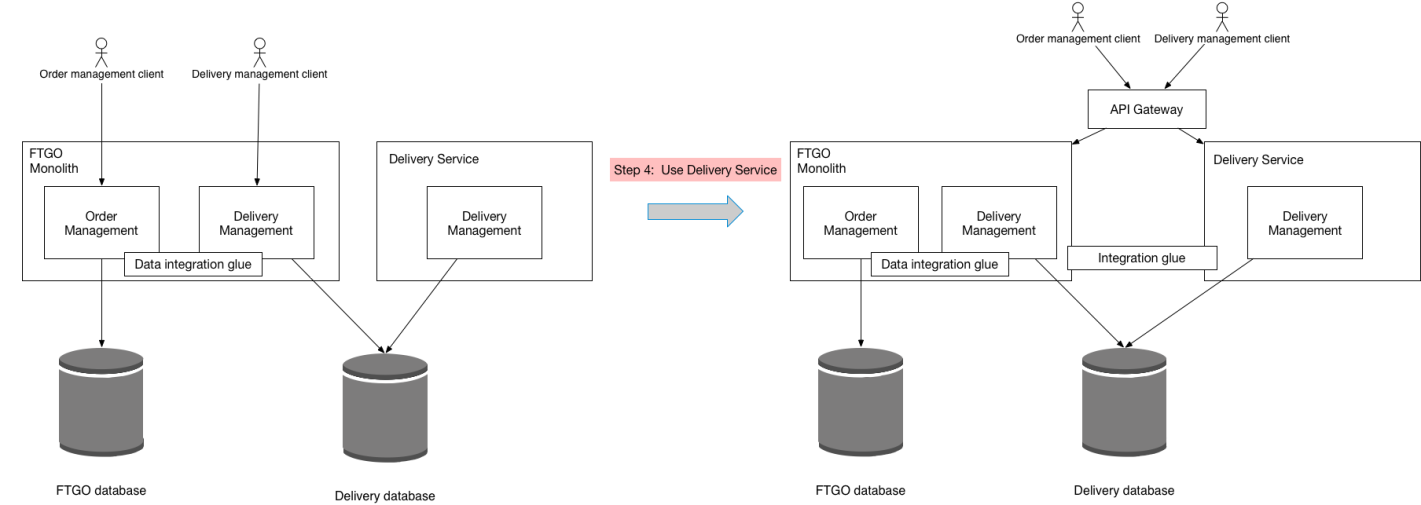 Order management client
Delivery management client
FTGO
Monolith
Order
Management
Delivery
Management
Data integration glue
Delivery Service
Delivery
Management
FTGO database
Delivery database
Step 4:  Use Delivery Service
Order management client
Delivery management client
API Gateway
FTGO
Monolith
Order
Management
Delivery
Management
Data integration glue
Integration glue
Delivery Service
Delivery
Management
FTGO database
Delivery database